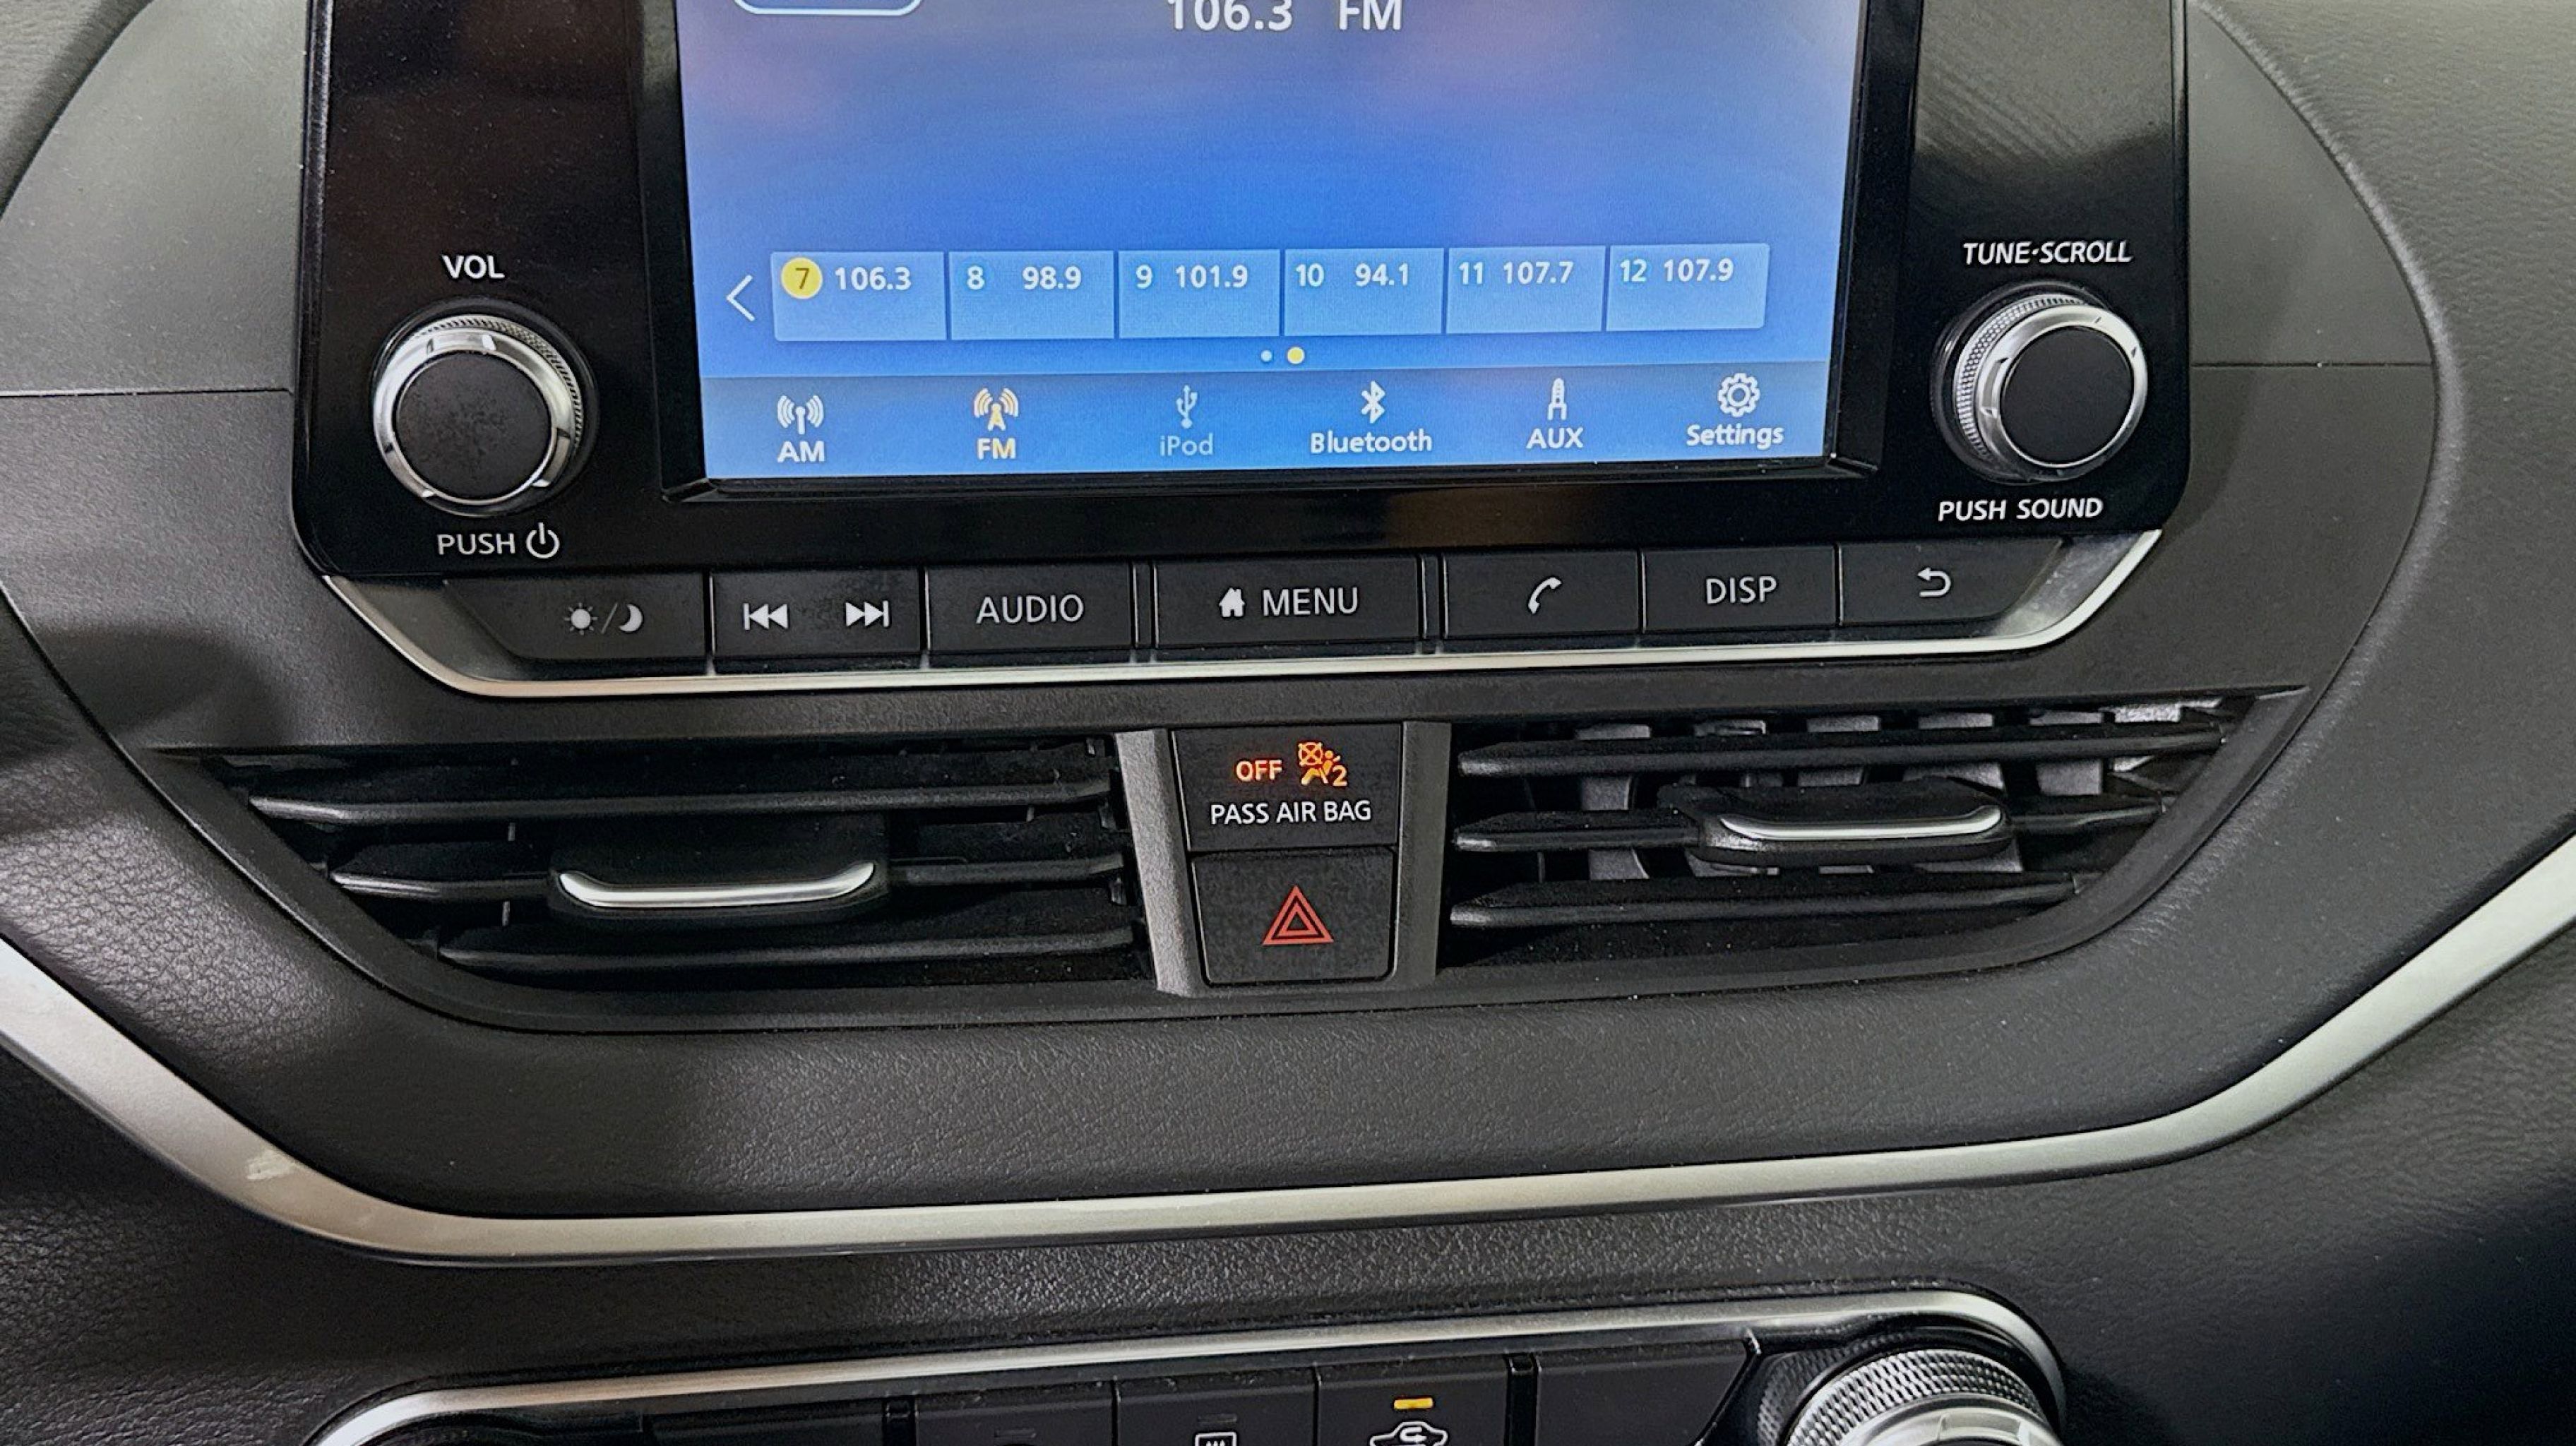 106.3 FM
VOL
TUNE·SCROLL
7 106.3 8 98.9 9 101.9 10 94.1 11 107.7 12 107.9
AM FM iPod Bluetooth AUX Settings
PUSH
PUSH SOUND
AUDIO MENU DISP
OFF 2
PASS AIR BAG